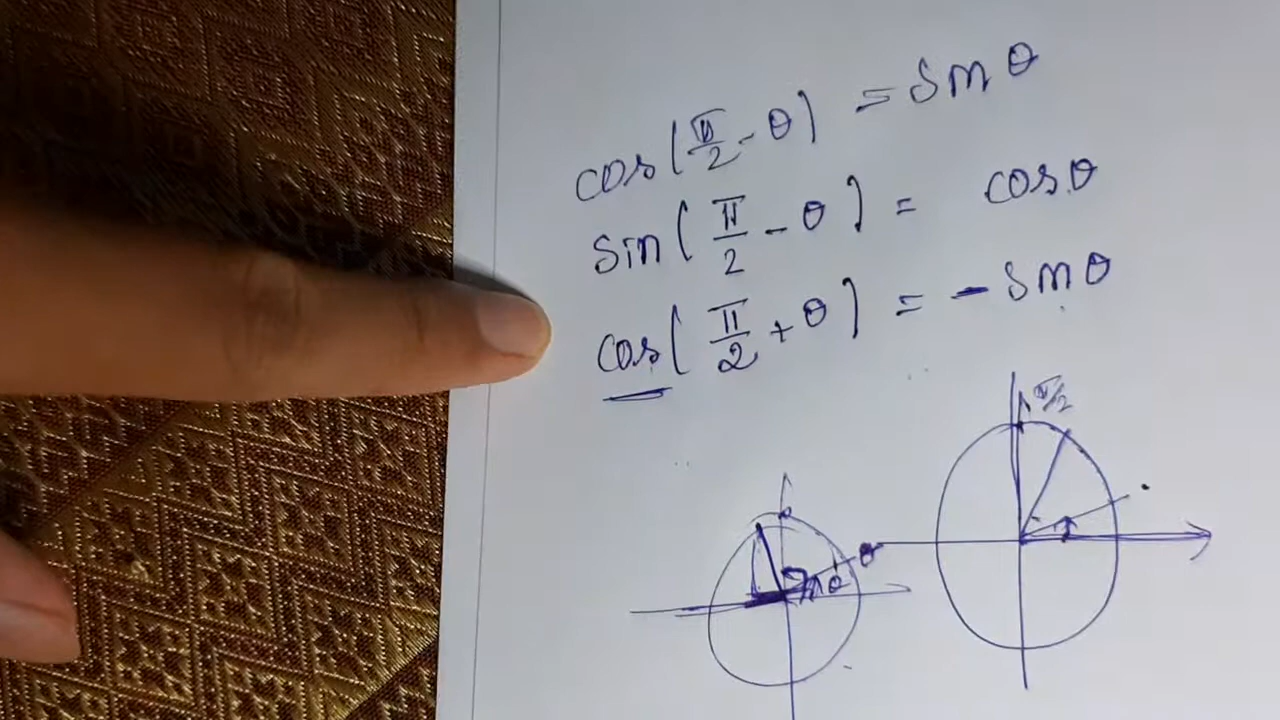 cos(π/2 - θ) = sin θ
sin(π/2 - θ) = cos θ
cos(π/2 + θ) = - sin θ
π/2
θ
θ